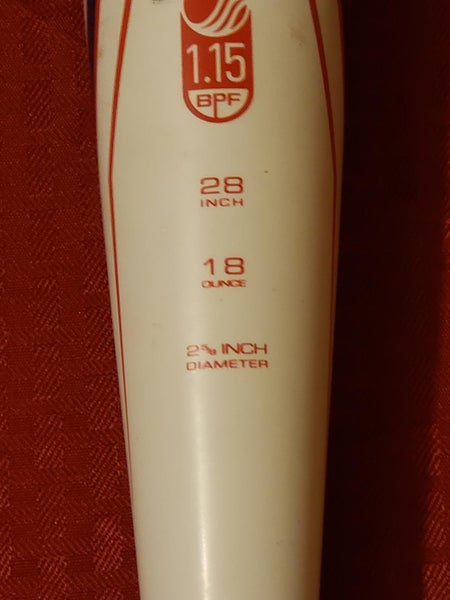 1.15
BPF
28
INCH
18
OUNCE
2⅝ INCH
DIAMETER